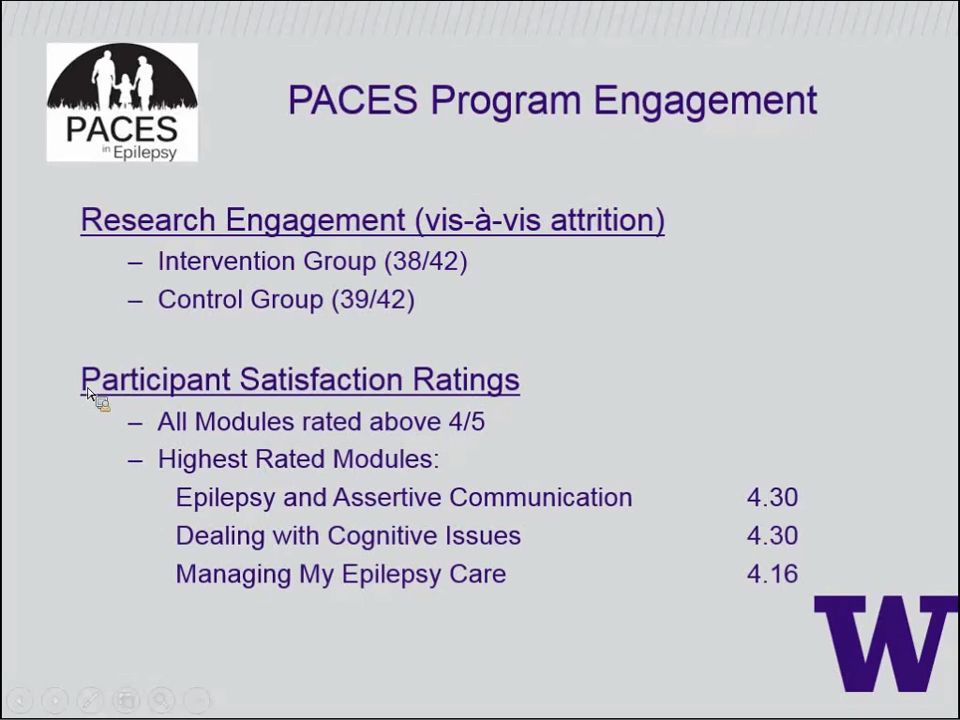 PACES
in Epilepsy
PACES Program Engagement
Research Engagement (vis-à-vis attrition)
– Intervention Group (38/42)
– Control Group (39/42)
Participant Satisfaction Ratings
– All Modules rated above 4/5
– Highest Rated Modules:
Epilepsy and Assertive Communication 4.30
Dealing with Cognitive Issues 4.30
Managing My Epilepsy Care 4.16
W